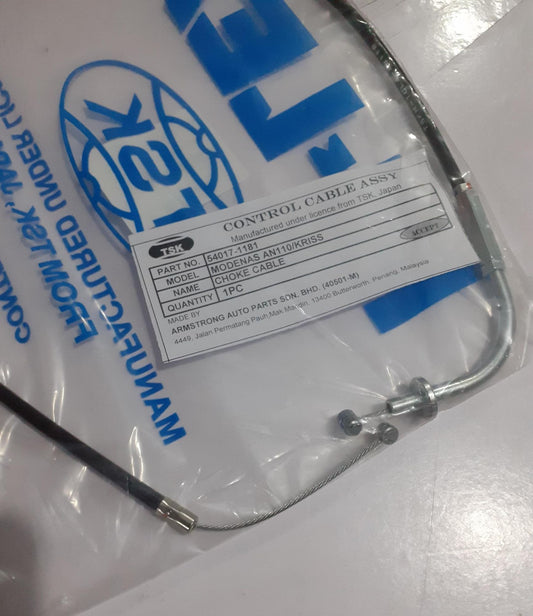 CONTROL CABLE ASSY
Manufactured under licence from TSK, Japan
TSK
PART NO. 54017-1181
MODEL MODENAS AN110/KRISS
NAME CHOKE CABLE
QUANTITY 1PC
ACCEPT
MADE BY
ARMSTRONG AUTO PARTS SDN. BHD. (40501-M)
4449, Jalan Permatang Pauh, Mak Mandin, 13400 Butterworth, Penang, Malaysia
TSK
MANUFACTURED UNDER
FROM TSK,